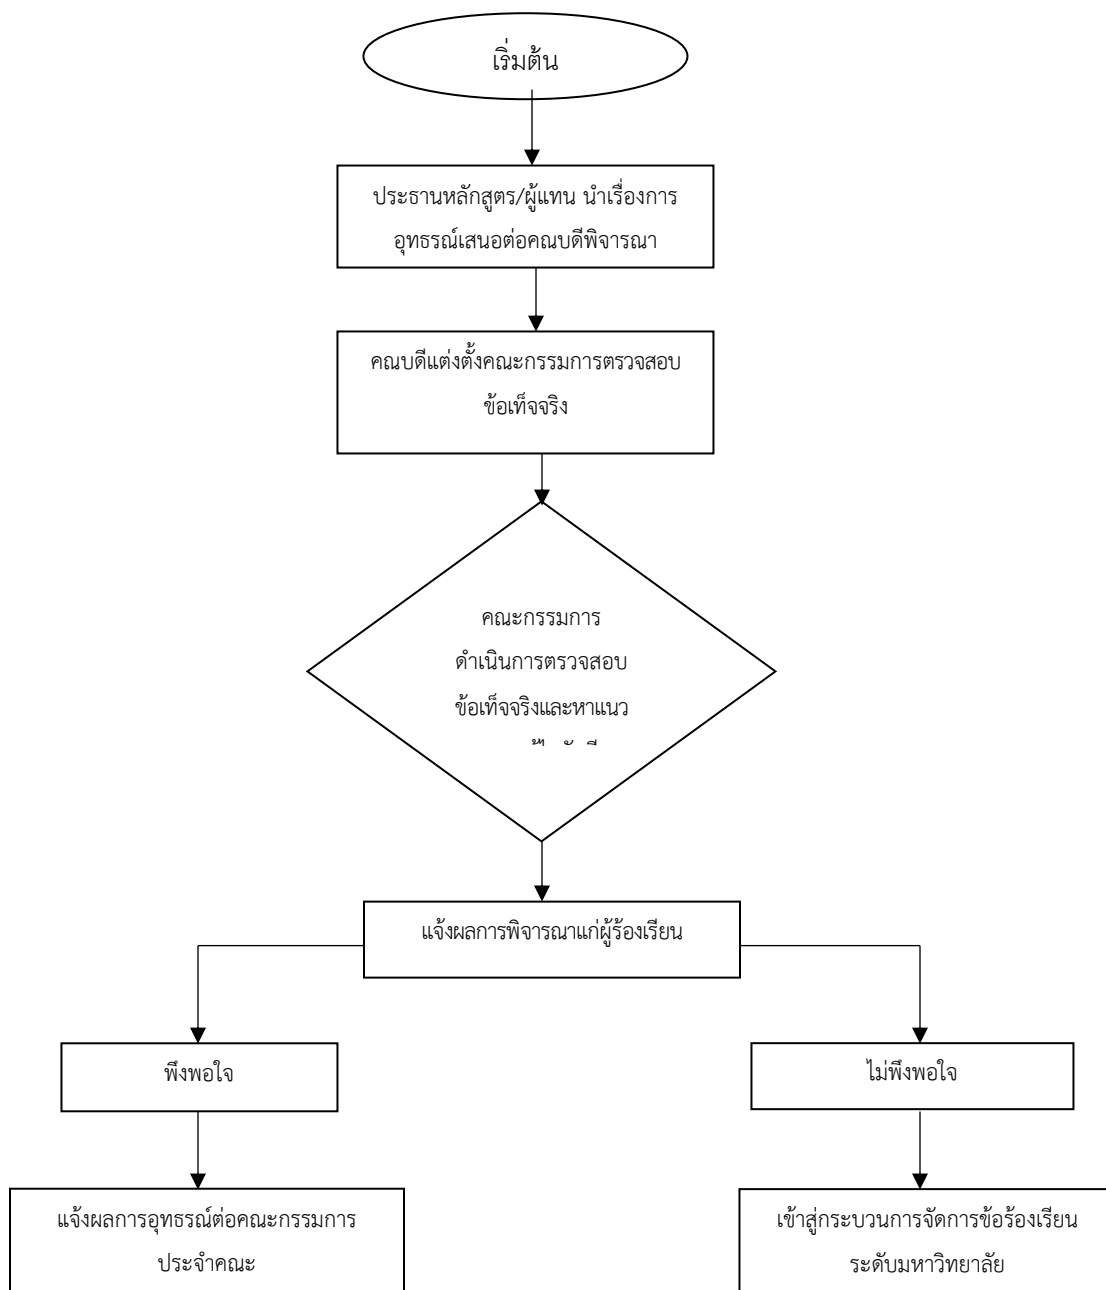 เริ่มต้น
ประธานหลักสูตร/ผู้แทน นำเรื่องการ
อุทธรณ์เสนอต่อคณบดีพิจารณา
คณบดีแต่งตั้งคณะกรรมการตรวจสอบ
ข้อเท็จจริง
คณะกรรมการ
ดำเนินการตรวจสอบ
ข้อเท็จจริงและหาแนว
แจ้งผลการพิจารณาแก่ผู้ร้องเรียน
พึงพอใจ
ไม่พึงพอใจ
แจ้งผลการอุทธรณ์ต่อคณะกรรมการ
ประจำคณะ
เข้าสู่กระบวนการจัดการข้อร้องเรียน
ระดับมหาวิทยาลัย